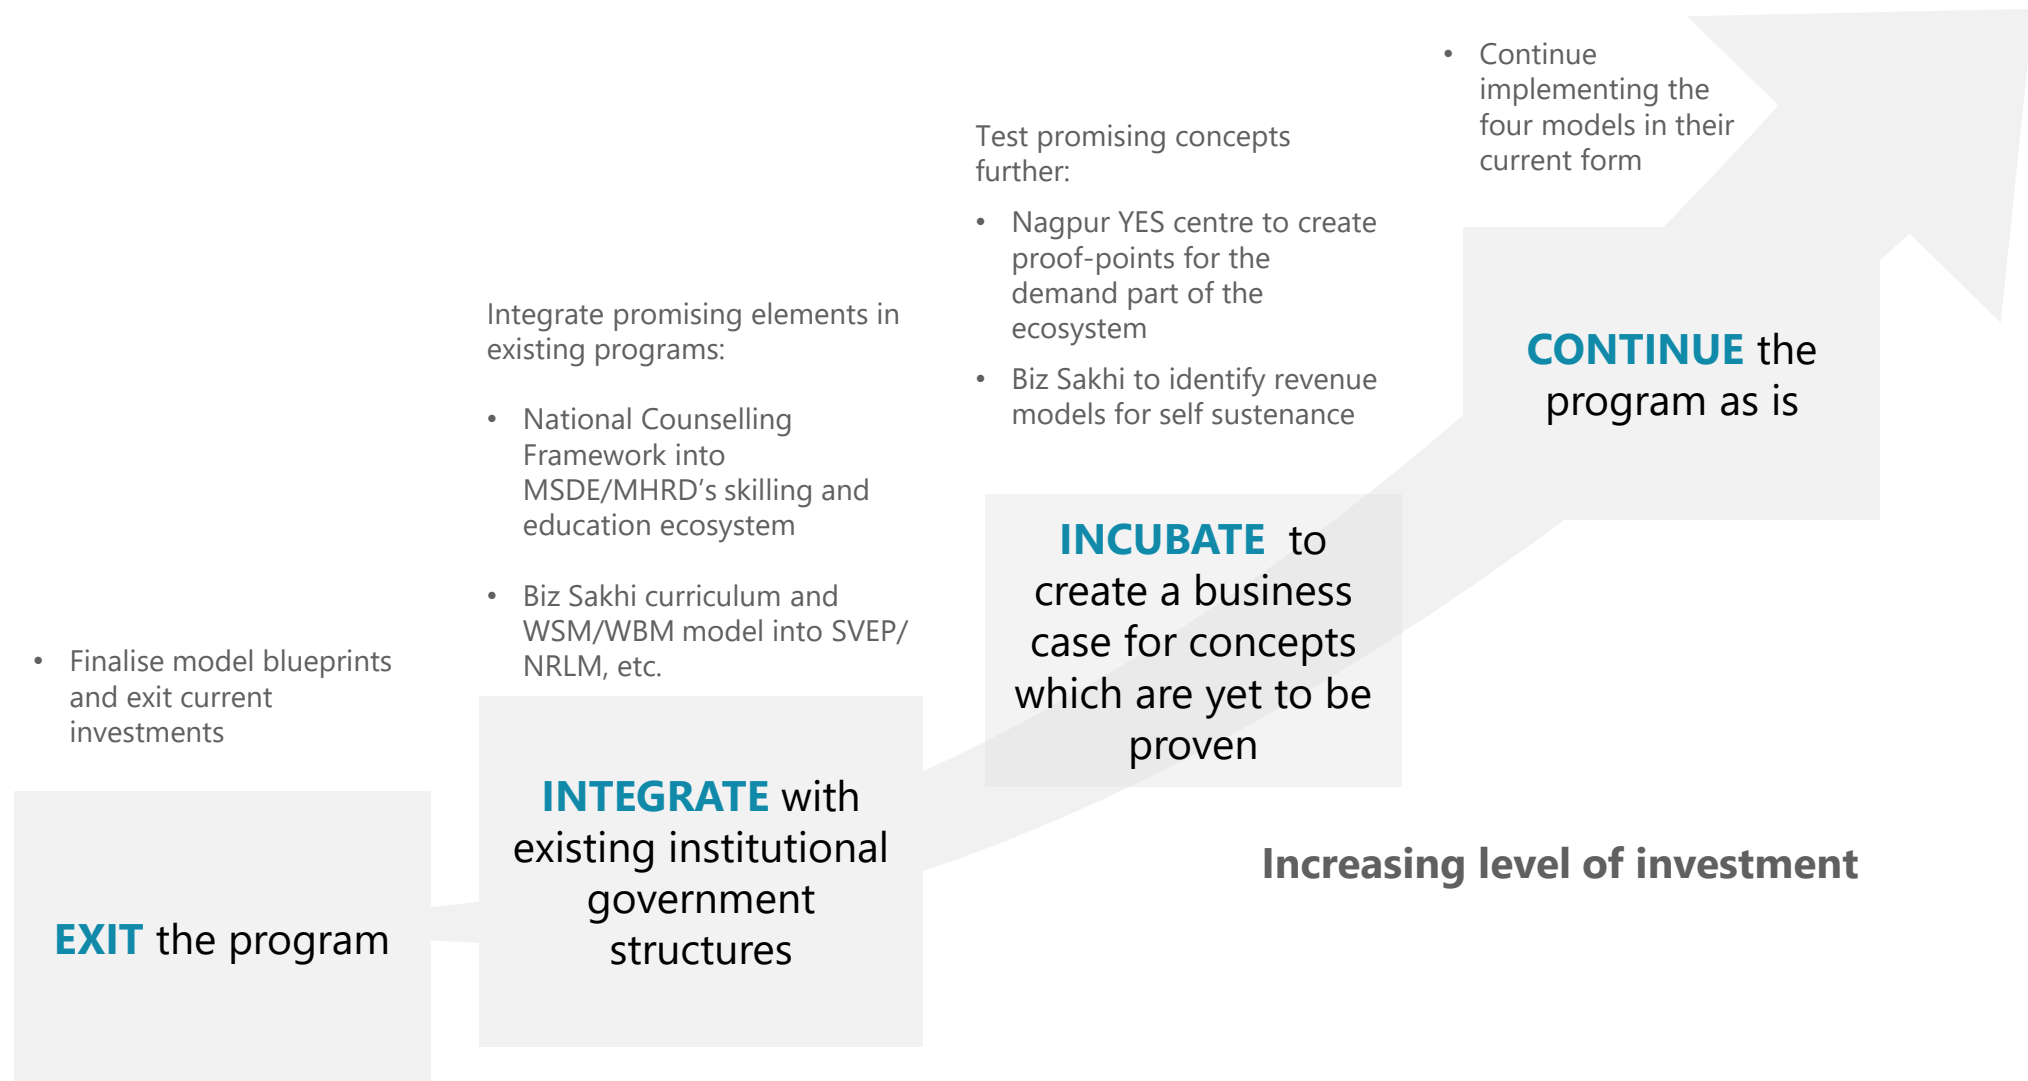 • Finalise model blueprints
and exit current
investments
EXIT the program
Integrate promising elements in
existing programs:
• National Counselling
Framework into
MSDE/MHRD’s skilling and
education ecosystem
• Biz Sakhi curriculum and
WSM/WBM model into SVEP/
NRLM, etc.
INTEGRATE with
existing institutional
government
structures
Test promising concepts
further:
• Nagpur YES centre to create
proof-points for the
demand part of the
ecosystem
• Biz Sakhi to identify revenue
models for self sustenance
INCUBATE to
create a business
case for concepts
which are yet to be
proven
• Continue
implementing the
four models in their
current form
CONTINUE the
program as is
Increasing level of investment